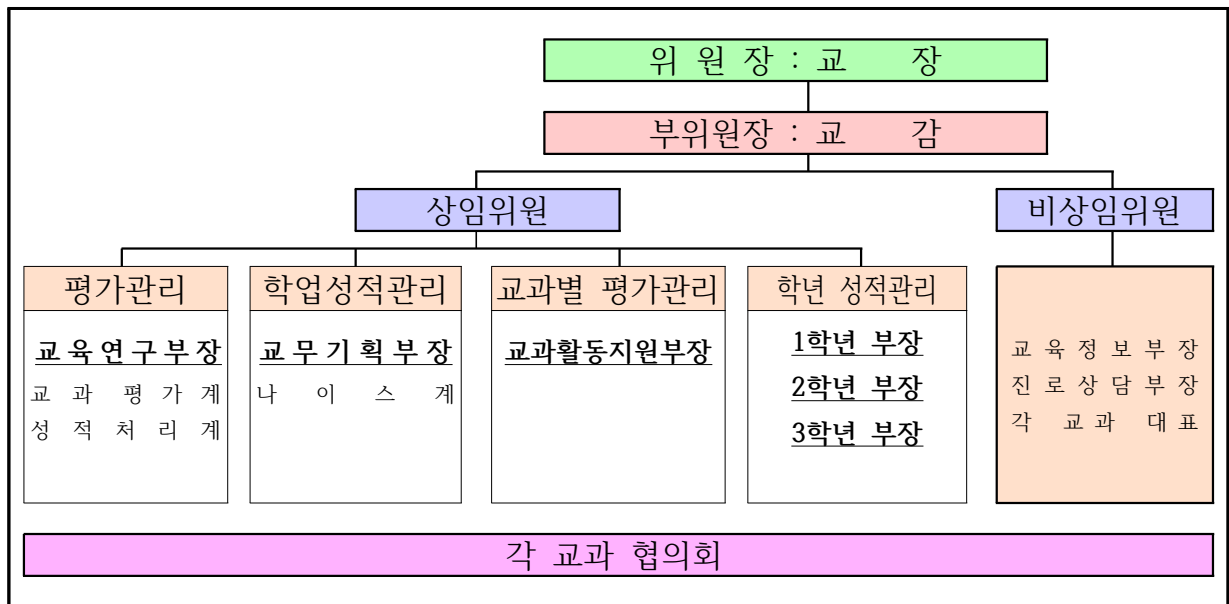 위 원 장 : 교 장
부위원장 : 교 감
상임위원
비상임위원
평가관리
교육연구부장
교 과 평 가 계
성 적 처 리 계
학업성적관리
교무기획부장
나 이 스 계
교과별 평가관리
교과활동지원부장
학년 성적관리
1학년 부장
2학년 부장
3학년 부장
교 육 정 보 부 장
진 로 상 담 부 장
각 교과 대표
각 교과 협의회